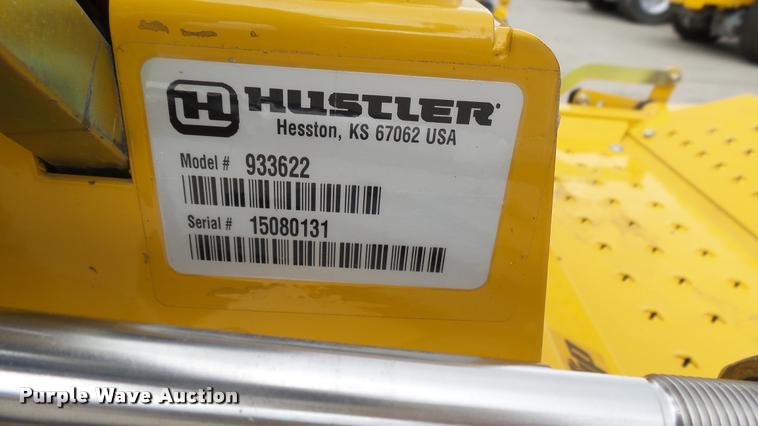 H HUSTLER
Hesston, KS 67062 USA
Model # 933622
Serial # 15080131
Purple Wave Auction